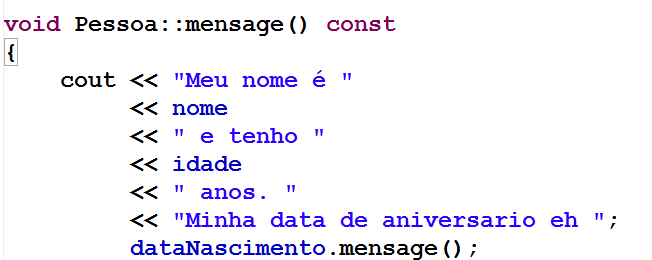 void Pessoa::mensage() const
{
cout << "Meu nome é "
<< nome
<< " e tenho "
<< idade
<< " anos. "
<< "Minha data de aniversario eh ";
dataNascimento.mensage();